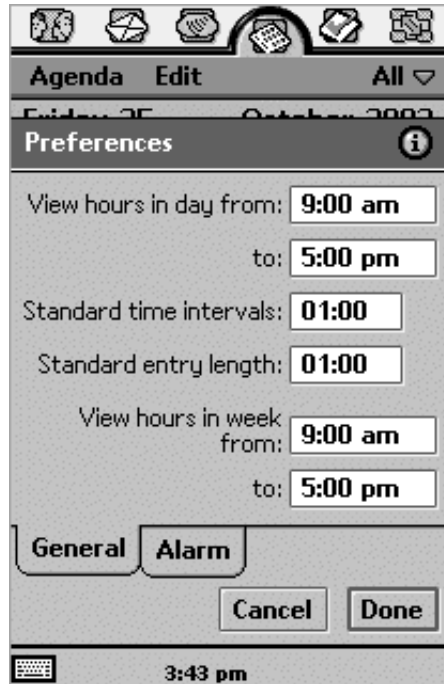 Agenda Edit All
Preferences
View hours in day from: 9:00 am
to: 5:00 pm
Standard time intervals: 01:00
Standard entry length: 01:00
View hours in week
from: 9:00 am
to: 5:00 pm
General Alarm
Cancel Done
3:43 pm